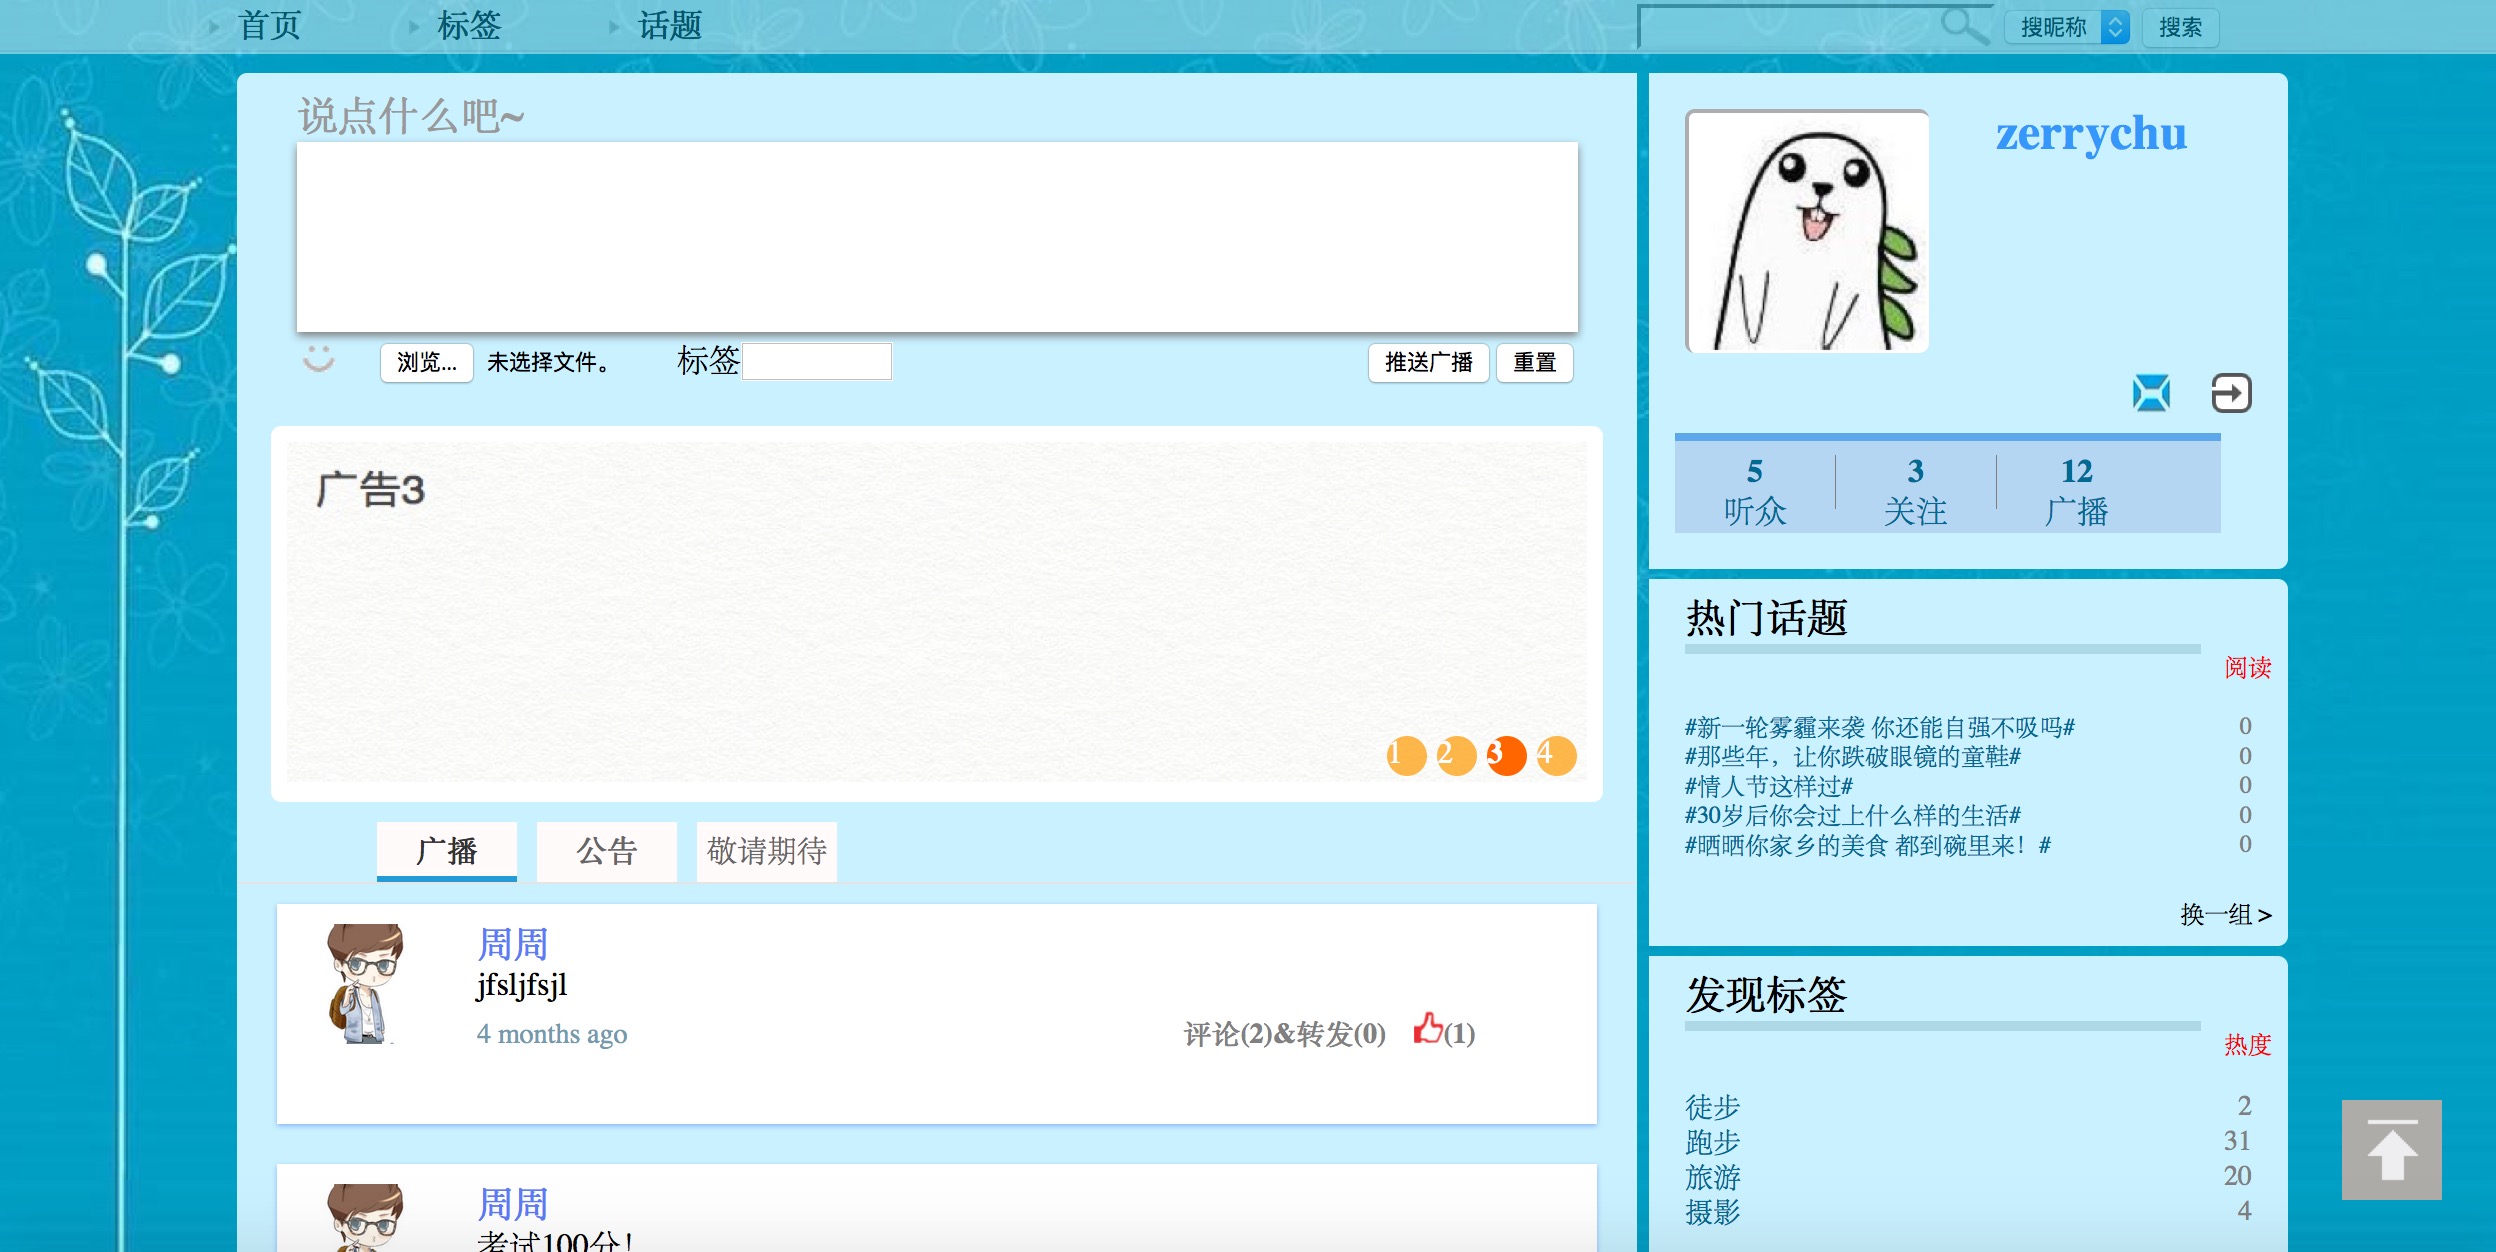 首页 标签 话题 搜昵称 搜索
说点什么吧~
浏览... 未选择文件。 标签 推送广播 重置
广告3
1 2 3 4
广播 公告 敬请期待
周周
jfsljfsjl
4 months ago 评论(2)&转发(0) (1)
周周
考试100分！
zerrychu
5 3 12
听众 关注 广播
热门话题
阅读
#新一轮雾霾来袭 你还能自强不吸吗# 0
#那些年，让你跌破眼镜的童鞋# 0
#情人节这样过# 0
#30岁后你会过上什么样的生活# 0
#晒晒你家乡的美食 都到碗里来！# 0
换一组 >
发现标签
热度
徒步 2
跑步 31
旅游 20
摄影 4